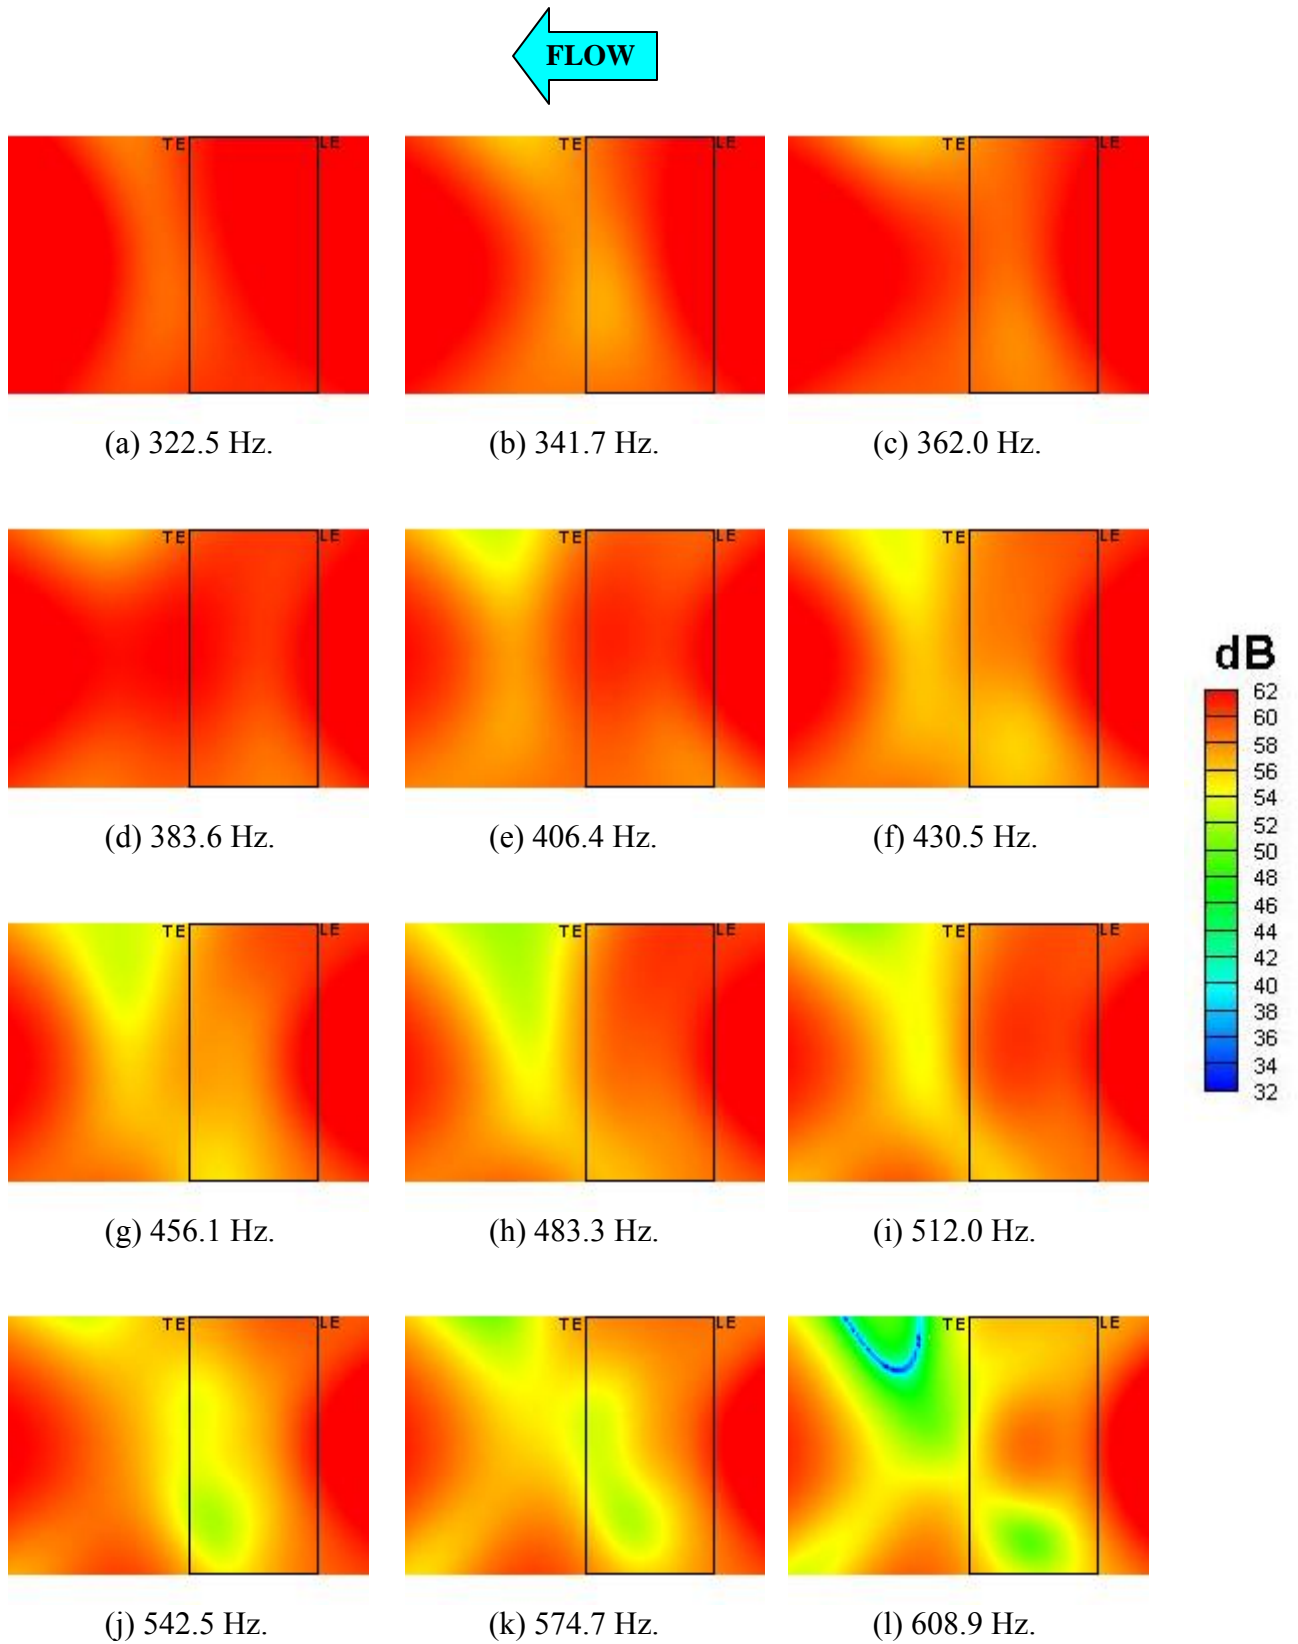 FLOW
TE LE
TE LE
TE LE
(a) 322.5 Hz.
(b) 341.7 Hz.
(c) 362.0 Hz.
TE LE
TE LE
TE LE
(d) 383.6 Hz.
(e) 406.4 Hz.
(f) 430.5 Hz.
dB
62
60
58
56
54
52
50
48
46
44
42
40
38
36
34
32
TE LE
TE LE
TE LE
(g) 456.1 Hz.
(h) 483.3 Hz.
(i) 512.0 Hz.
TE LE
TE LE
TE LE
(j) 542.5 Hz.
(k) 574.7 Hz.
(l) 608.9 Hz.